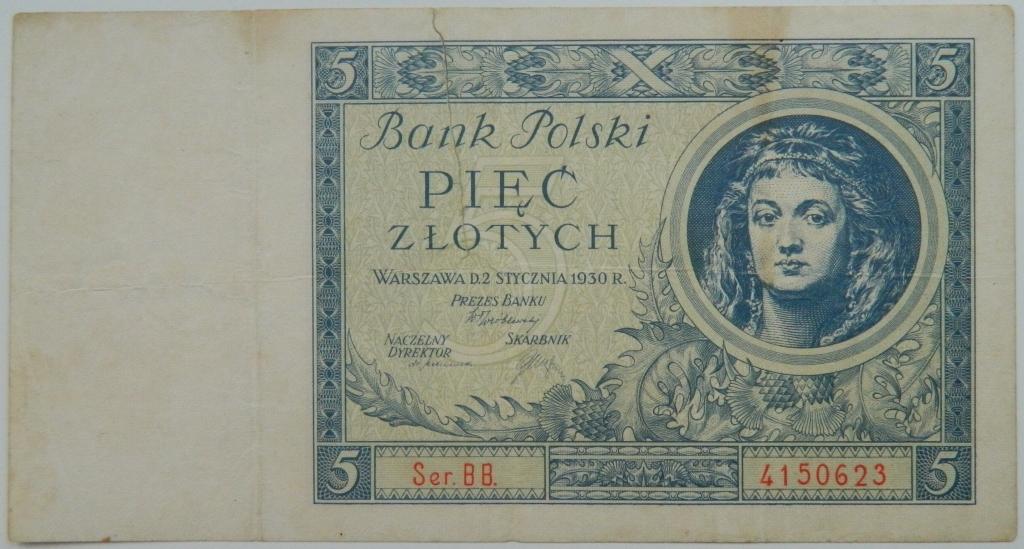 5 5
Bank Polski
PIĘĆ
ZŁOTYCH
WARSZAWA D.2 STYCZNIA 1930 R.
PREZES BANKU
NACZELNY SKARBNIK
DYREKTOR
5 Ser. BB. 4150623 5